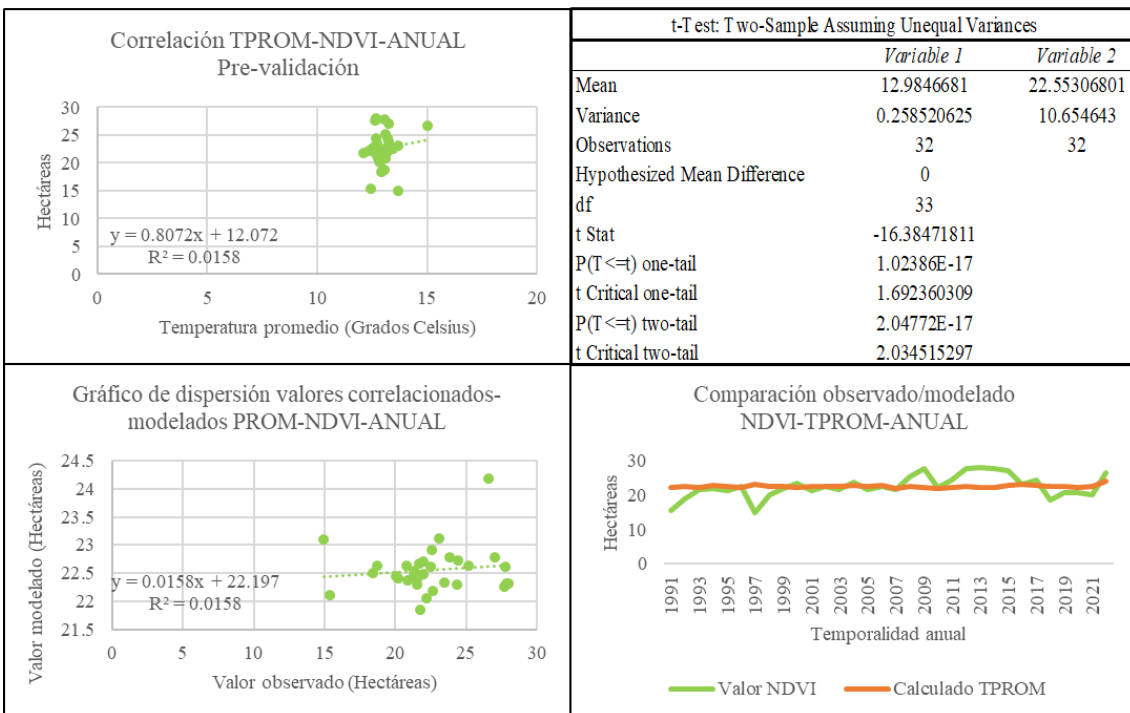 Correlación TPROM-NDVI-ANUAL
Pre-validación
Hectáreas
30
25
20
15
10
5
0
y = 0.8072x + 12.072
R² = 0.0158
0 5 10 15 20
Temperatura promedio (Grados Celsius)
t-Test: Two-Sample Assuming Unequal Variances
Variable 1 Variable 2
Mean 12.9846681 22.55306801
Variance 0.258520625 10.654643
Observations 32 32
Hypothesized Mean Difference 0
df 33
t Stat -16.38471811
P(T<=t) one-tail 1.02386E-17
t Critical one-tail 1.692360309
P(T<=t) two-tail 2.04772E-17
t Critical two-tail 2.034515297
Gráfico de dispersión valores correlacionados-
modelados PROM-NDVI-ANUAL
Valor modelado (Hectáreas)
24.5
24
23.5
23
22.5
22
21.5
y = 0.0158x + 22.197
R² = 0.0158
0 5 10 15 20 25 30
Valor observado (Hectáreas)
Comparación observado/modelado
NDVI-TPROM-ANUAL
Hectáreas
30
20
10
0
1991 1993 1995 1997 1999 2001 2003 2005 2007 2009 2011 2013 2015 2017 2019 2021
Temporalidad anual
Valor NDVI Calculado TPROM